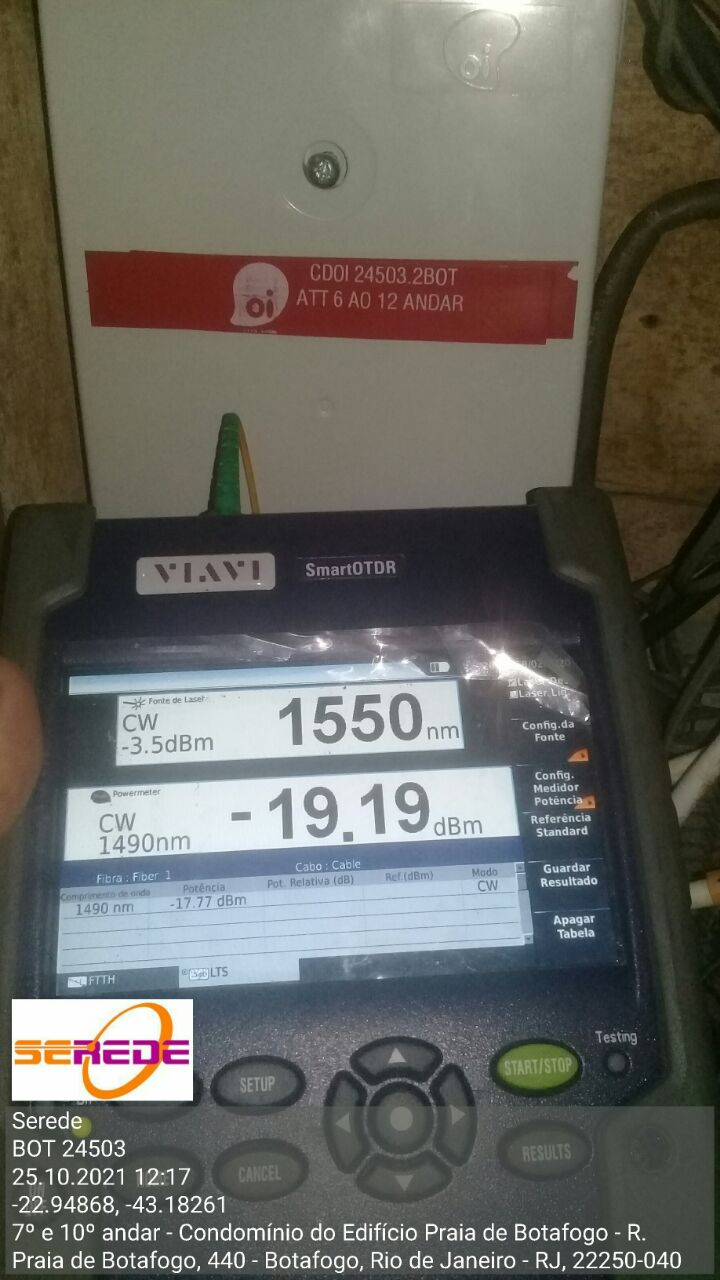 oi
CDOI 24503.2BOT
ATT 6 AO 12 ANDAR
oi
VIAVI
SmartOTDR
Fonte de Laser
CW
-3.5dBm
1550nm
Config.da
Fonte
Powermeter
CW
1490nm
-19.19 dBm
Config.
Medidor
Potência
Referência
Standard
Fibra : Fiber 1
Cabo : Cable
Comprimento de onda
Potência
Pot. Relativa (dB)
Ref.(dBm)
Modo
1490 nm
-17.77 dBm
CW
Guardar
Resultado
Apagar
Tabela
FTTH
LTS
SEREDE
SETUP
START/STOP
Testing
CANCEL
RESULTS
Serede
BOT 24503
25.10.2021 12:17
-22.94868, -43.18261
7º e 10º andar - Condomínio do Edifício Praia de Botafogo - R.
Praia de Botafogo, 440 - Botafogo, Rio de Janeiro - RJ, 22250-040